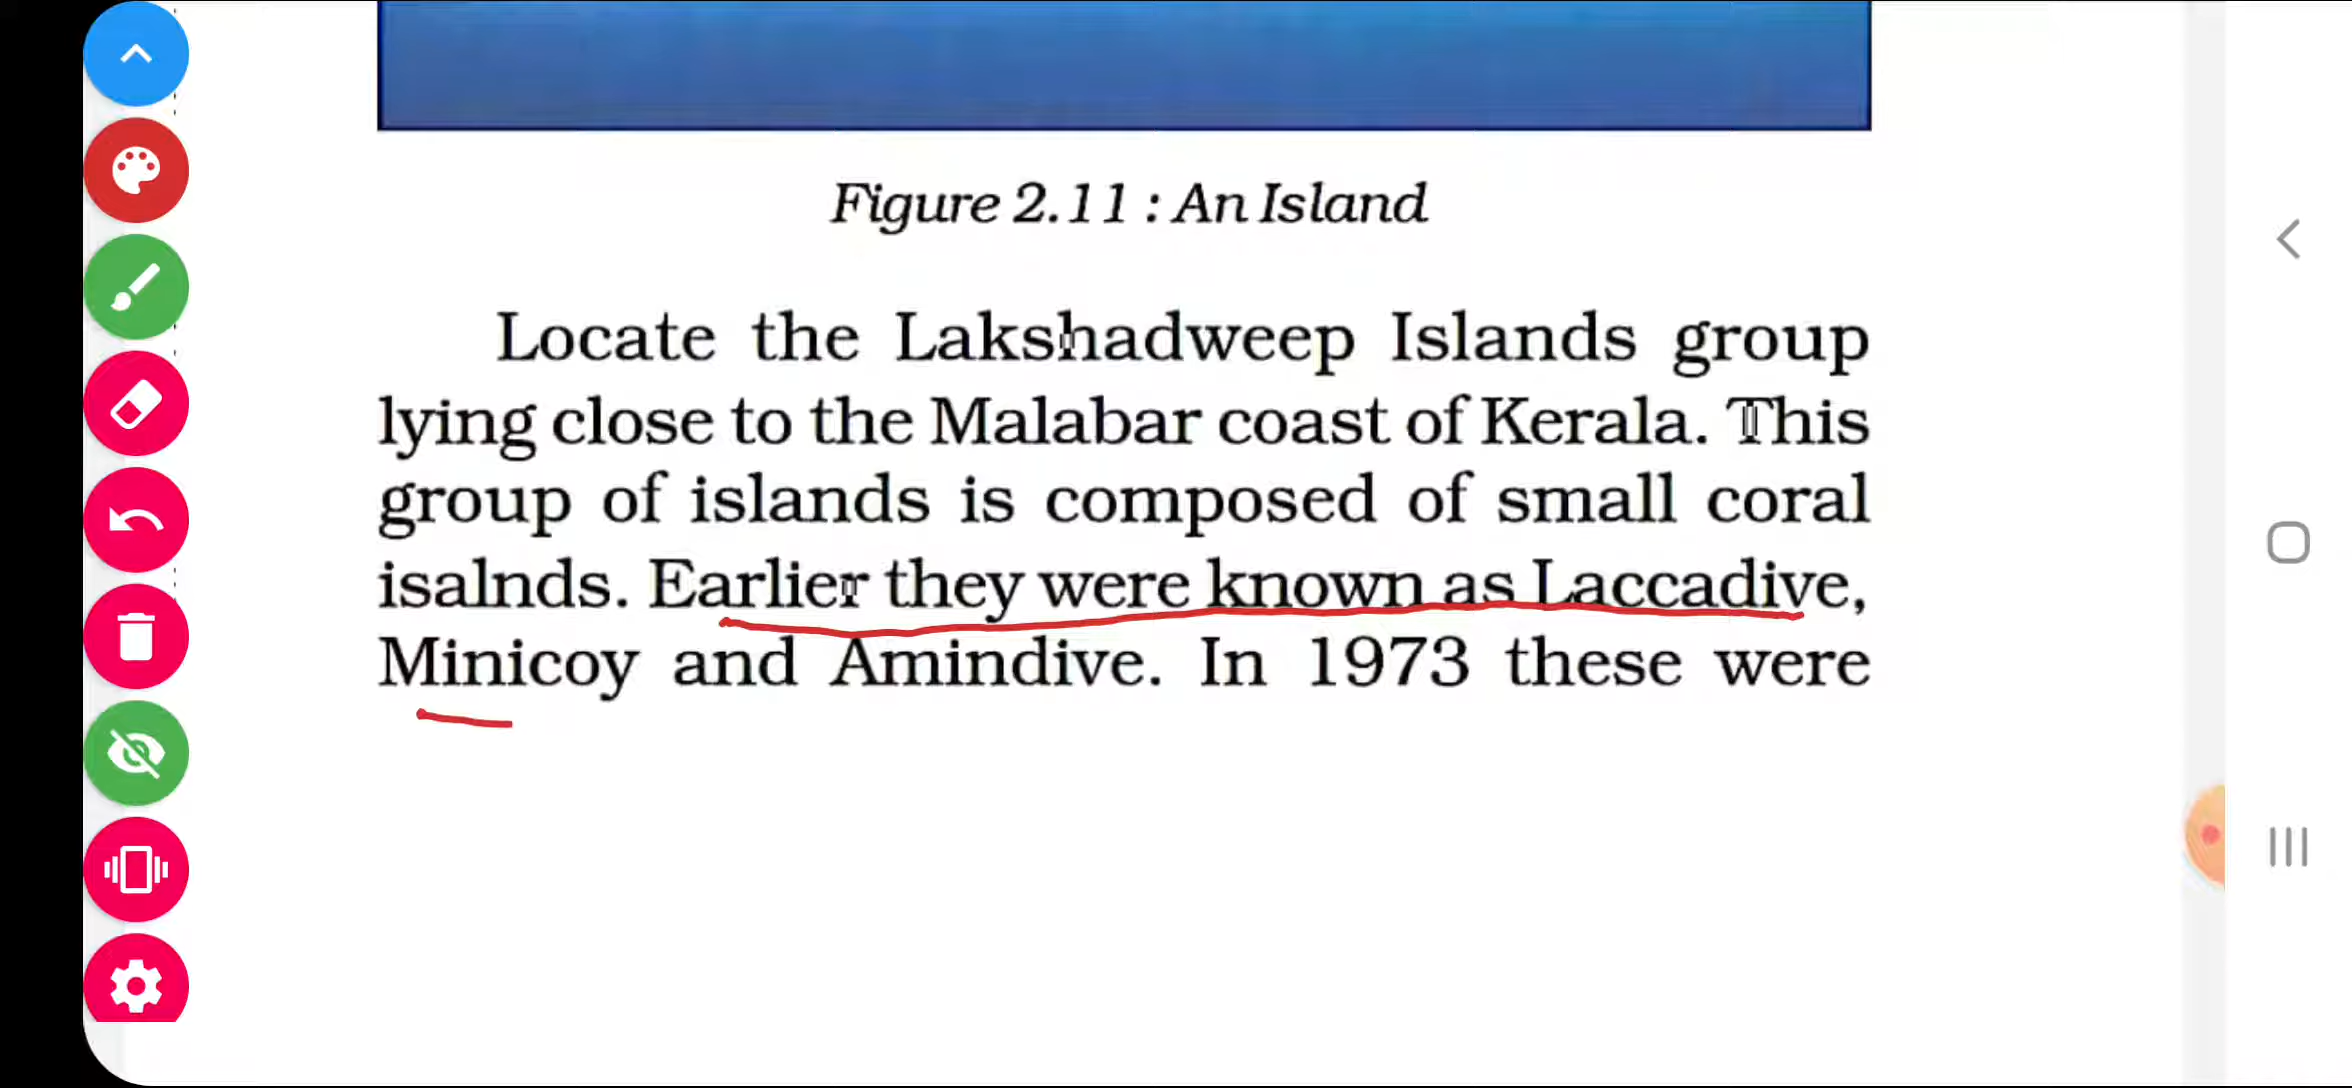 Figure 2.11 : An Island
Locate the Lakshadweep Islands group
lying close to the Malabar coast of Kerala. This
group of islands is composed of small coral
isalnds. Earlier they were known as Laccadive,
Minicoy and Amindive. In 1973 these were